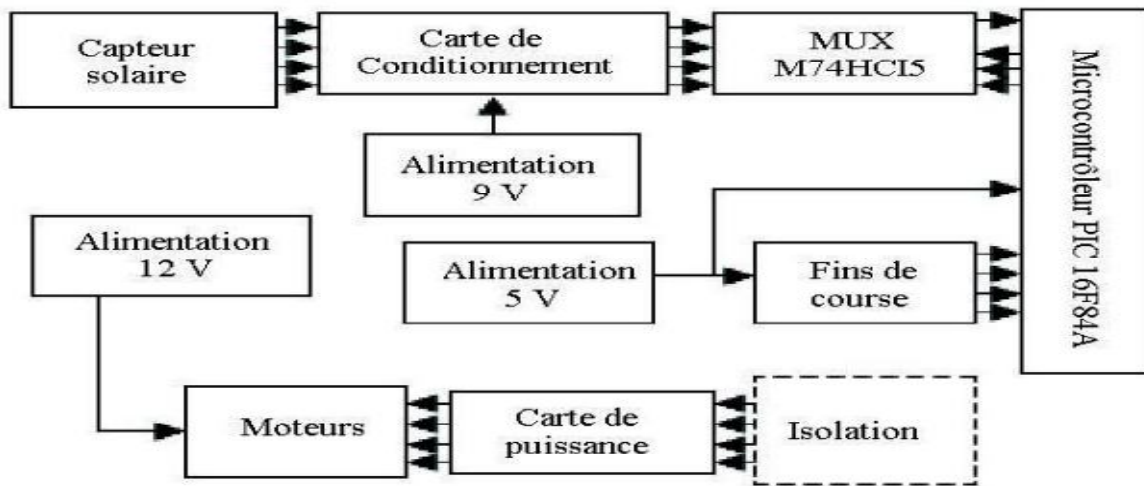 Capteur
solaire
Carte de
Conditionnement
MUX
M74HCI5
Microcontrôleur PIC 16F84A
Alimentation
9 V
Alimentation
12 V
Alimentation
5 V
Fins de
course
Moteurs
Carte de
puissance
Isolation